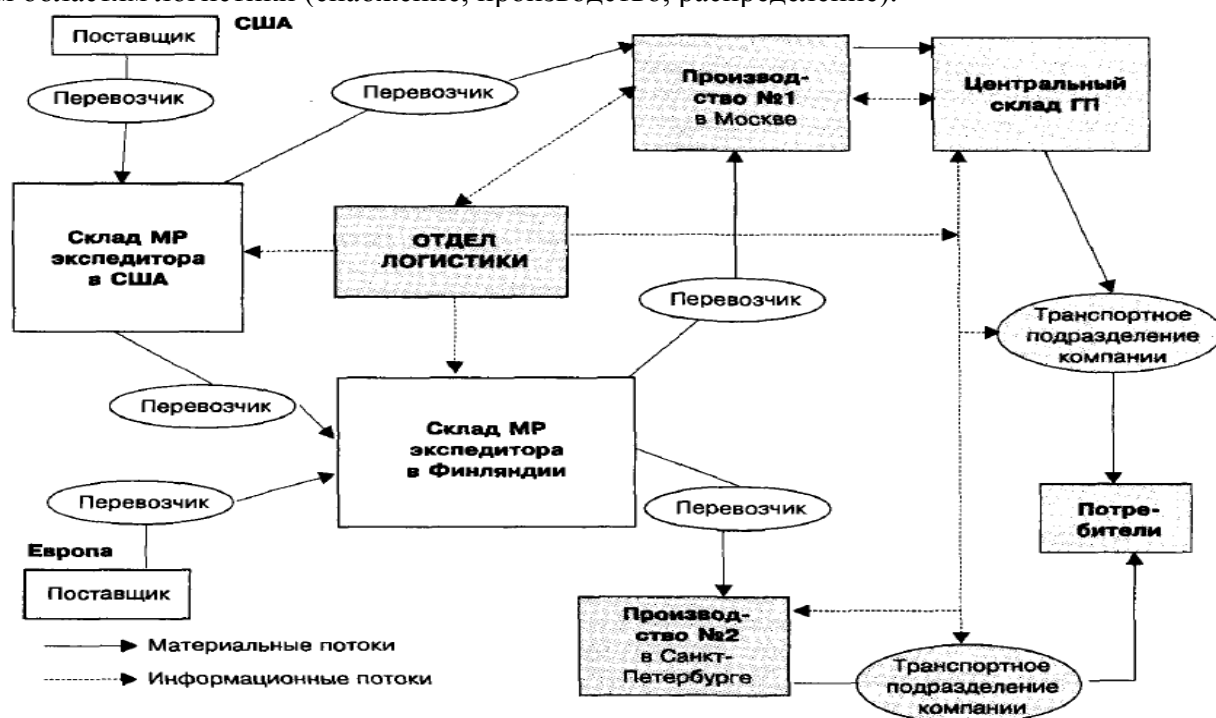 м областям логистики (снабжение, производство, распределение).
США
Поставщик
Перевозчик
Перевозчик
Производ-
ство №1
в Москве
Центральный
склад ГП
Склад МР
экспедитора
в США
ОТДЕЛ
ЛОГИСТИКИ
Перевозчик
Транспортное
подразделение
компании
Перевозчик
Склад МР
экспедитора
в Финляндии
Перевозчик
Перевозчик
Потре-
бители
Европа
Поставщик
Производ-
ство №2
в Санкт-
Петербурге
Транспортное
подразделение
компании
Материальные потоки
Информационные потоки